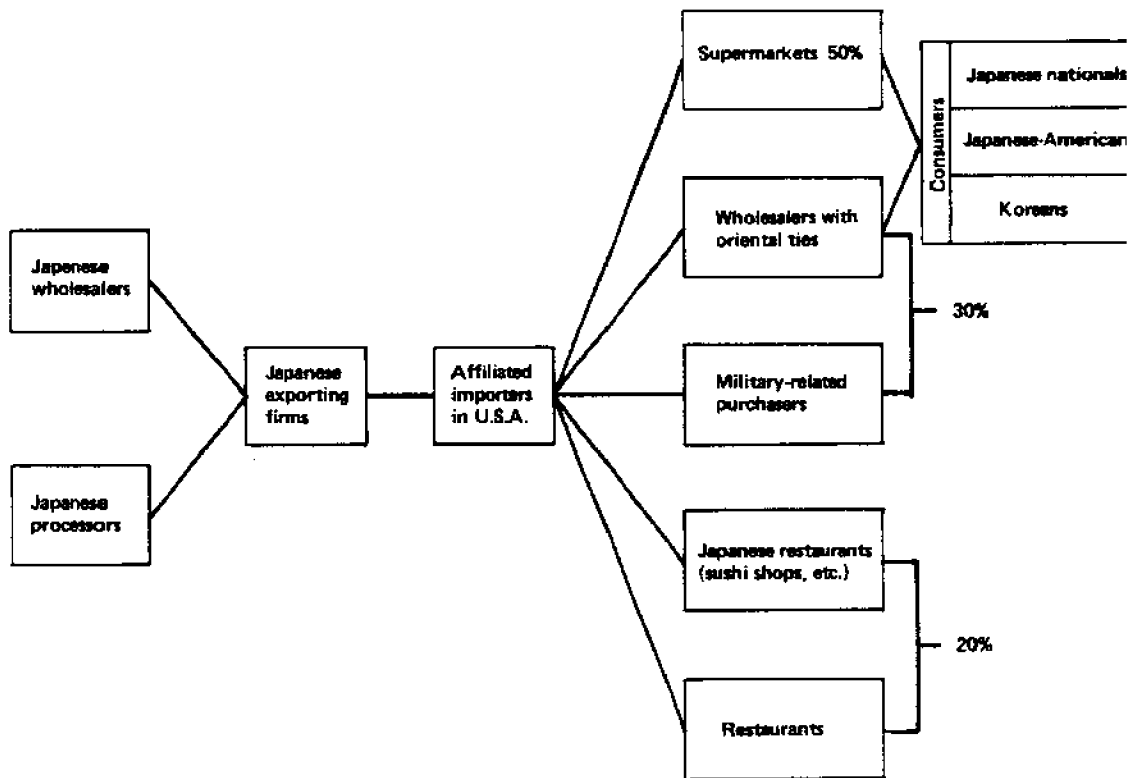 Supermarkets 50%
Consumers
Japanese nationals
Japanese-American
Koreans
Wholesalers with
oriental ties
30%
Japanese
wholesalers
Japanese
exporting
firms
Affiliated
importers
in U.S.A.
Military-related
purchasers
Japanese
processors
Japanese restaurants
(sushi shops, etc.)
20%
Restaurants